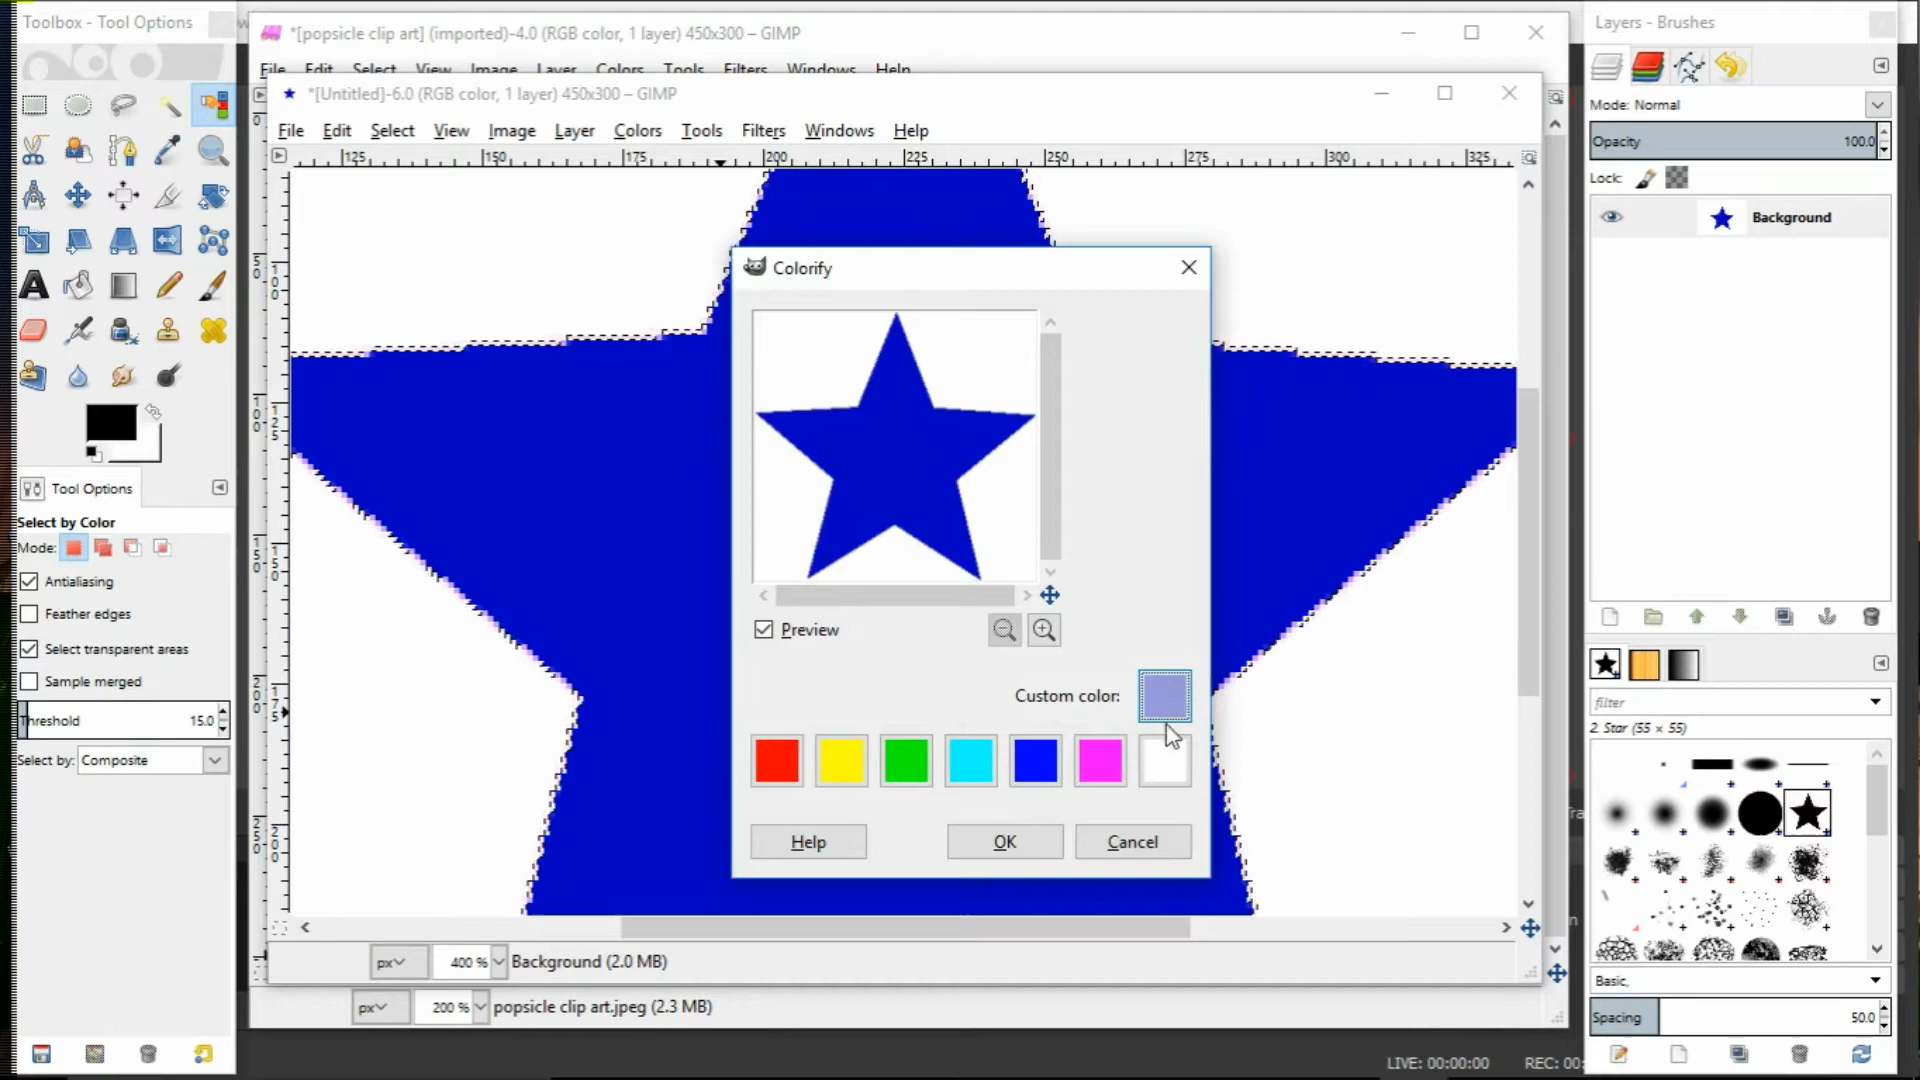 Toolbox - Tool Options
*[popsicle clip art] (imported)-4.0 (RGB color, 1 layer) 450x300 – GIMP
File Edit Select View Image Layer Colors Tools Filters Windows Help
*[Untitled]-6.0 (RGB color, 1 layer) 450x300 – GIMP
File Edit Select View Image Layer Colors Tools Filters Windows Help
125 150 175 200 225 250 275 300 325
Tool Options
Select by Color
Mode:
Antialiasing
Feather edges
Select transparent areas
Sample merged
Threshold 15.0
Select by: Composite
Colorify
Preview
Custom color:
Help OK Cancel
px 400 % Background (2.0 MB)
px 200 % popsicle clip art.jpeg (2.3 MB)
Layers - Brushes
Mode: Normal
Opacity 100.0
Lock:
Background
filter
2. Star (55 × 55)
Basic,
Spacing 50.0
LIVE: 00:00:00 REC: 00: